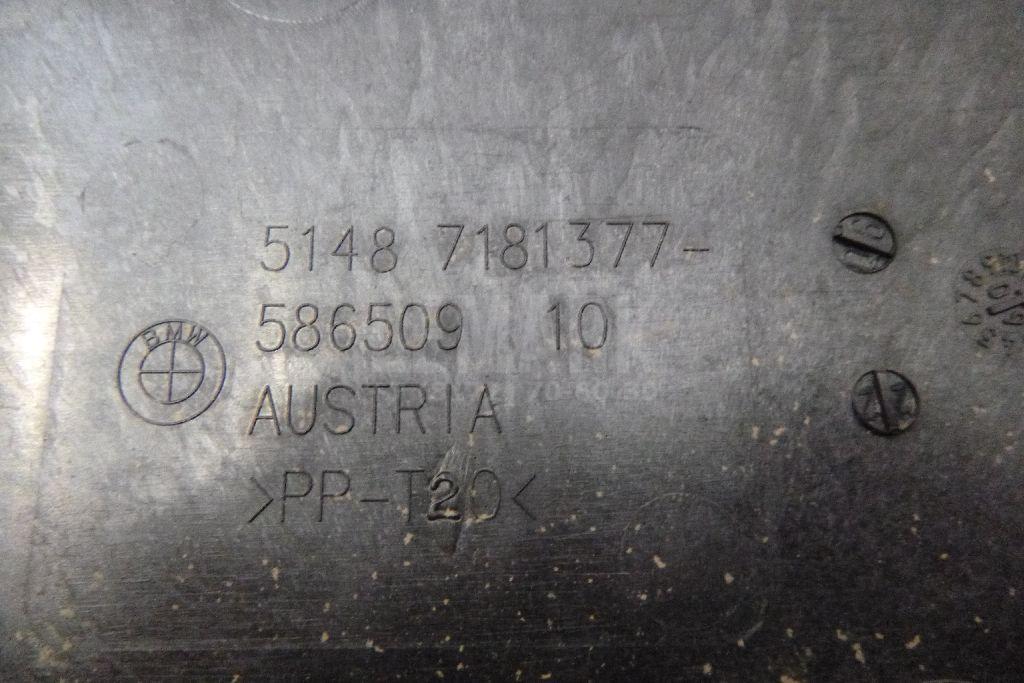 5148 7181377-
586509 10
BMW
AUSTRIA
>PP-T20<